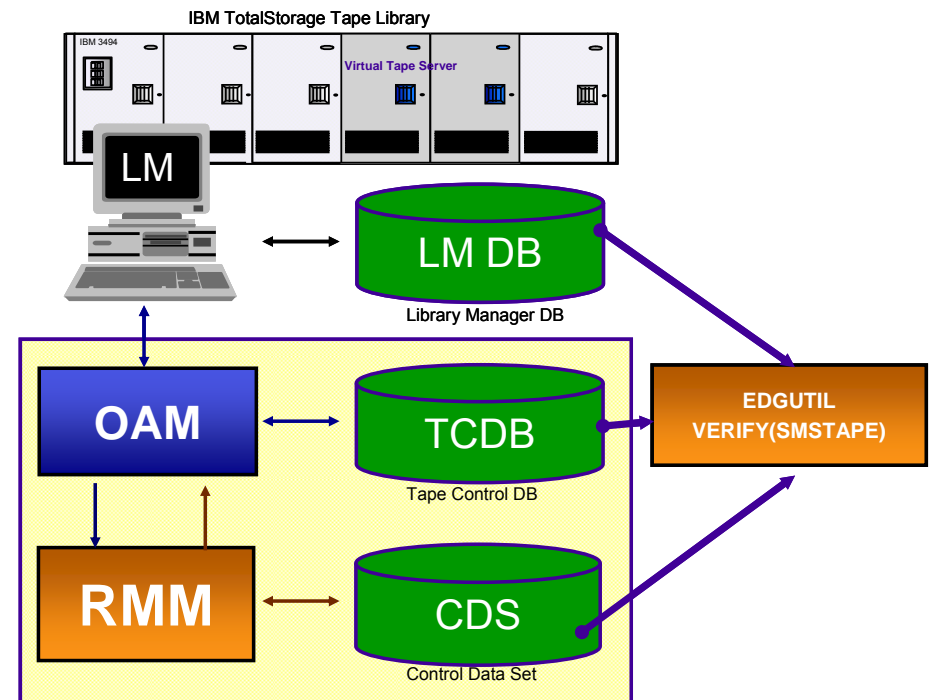 IBM TotalStorage Tape Library
IBM 3494
Virtual Tape Server
LM
LM DB
Library Manager DB
OAM
TCDB
Tape Control DB
EDGUTIL
VERIFY(SMSTAPE)
RMM
CDS
Control Data Set